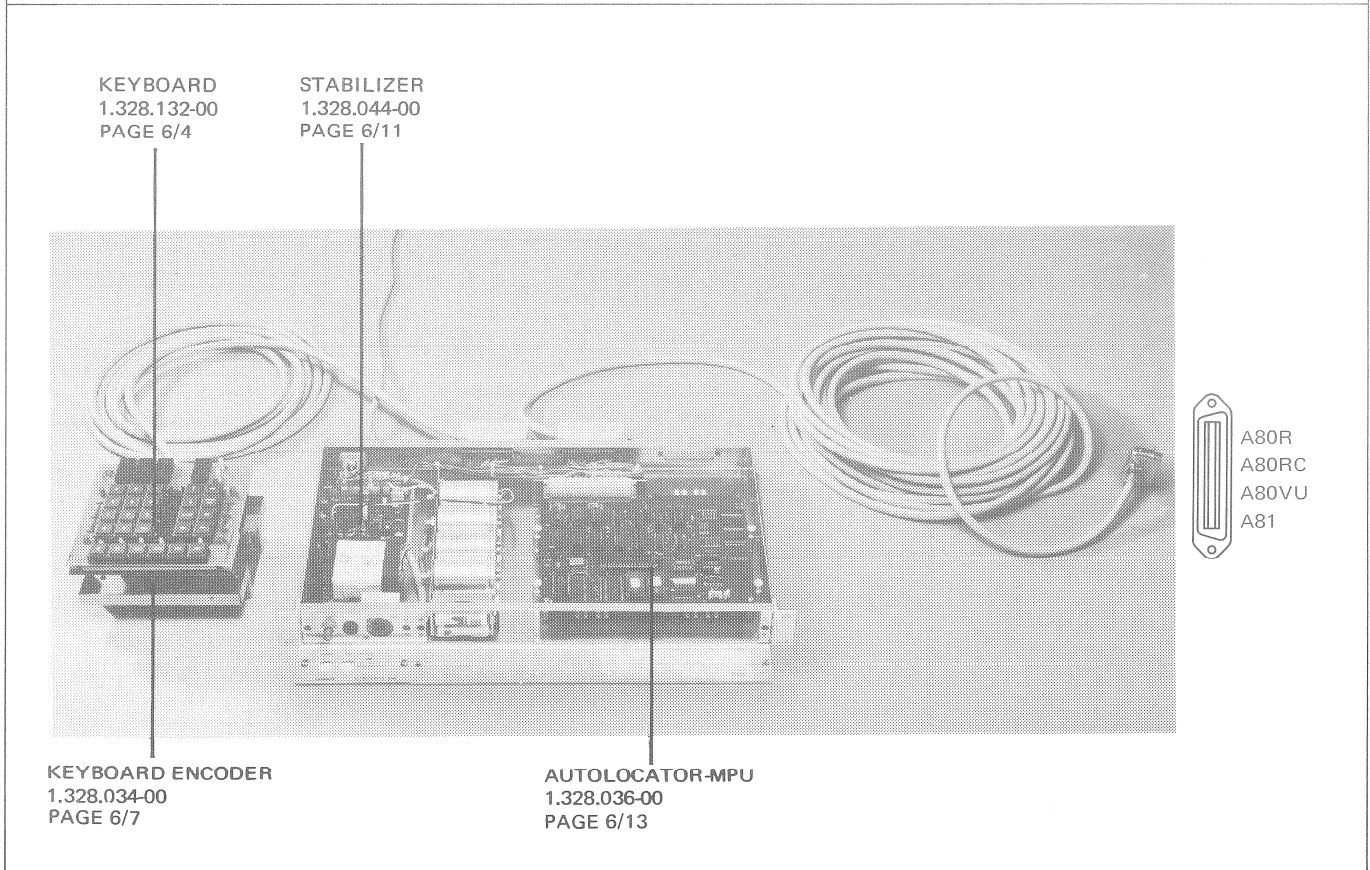 KEYBOARD
1.328.132-00
PAGE 6/4
STABILIZER
1.328.044-00
PAGE 6/11
A80R
A80RC
A80VU
A81
KEYBOARD ENCODER
1.328.034-00
PAGE 6/7
AUTOLOCATOR-MPU
1.328.036-00
PAGE 6/13